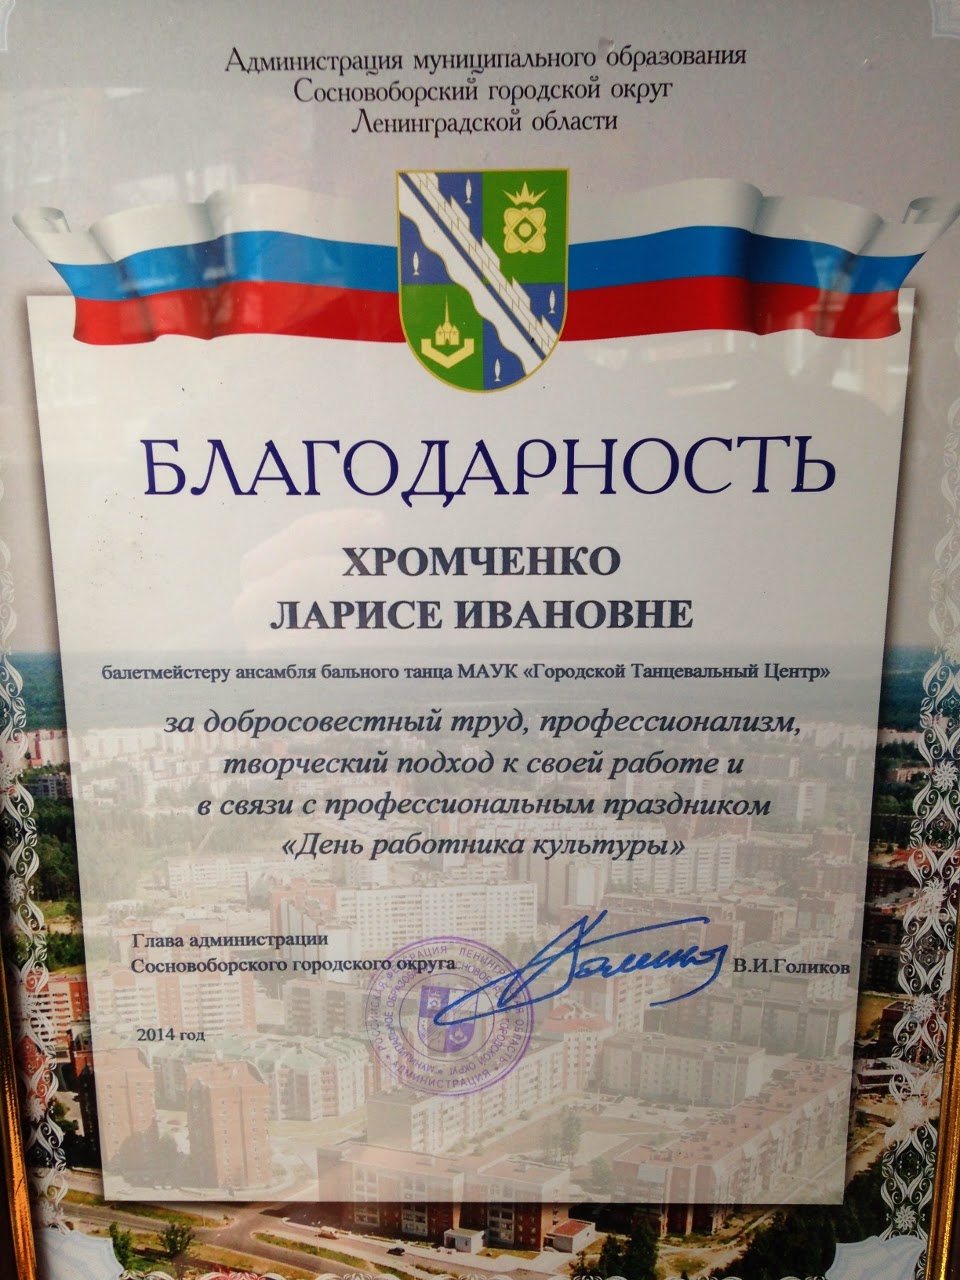 Администрация муниципального образования
Сосновоборский городской округ
Ленинградской области
БЛАГОДАРНОСТЬ
ХРОМЧЕНКО
ЛАРИСЕ ИВАНОВНЕ
балетмейстеру ансамбля бального танца МАУК «Городской Танцевальный Центр»
за добросовестный труд, профессионализм,
творческий подход к своей работе и
в связи с профессиональным праздником
«День работника культуры»
Глава администрации
Сосновоборского городского округа
В.И.Голиков
2014 год
АДМИНИСТРАЦИЯ